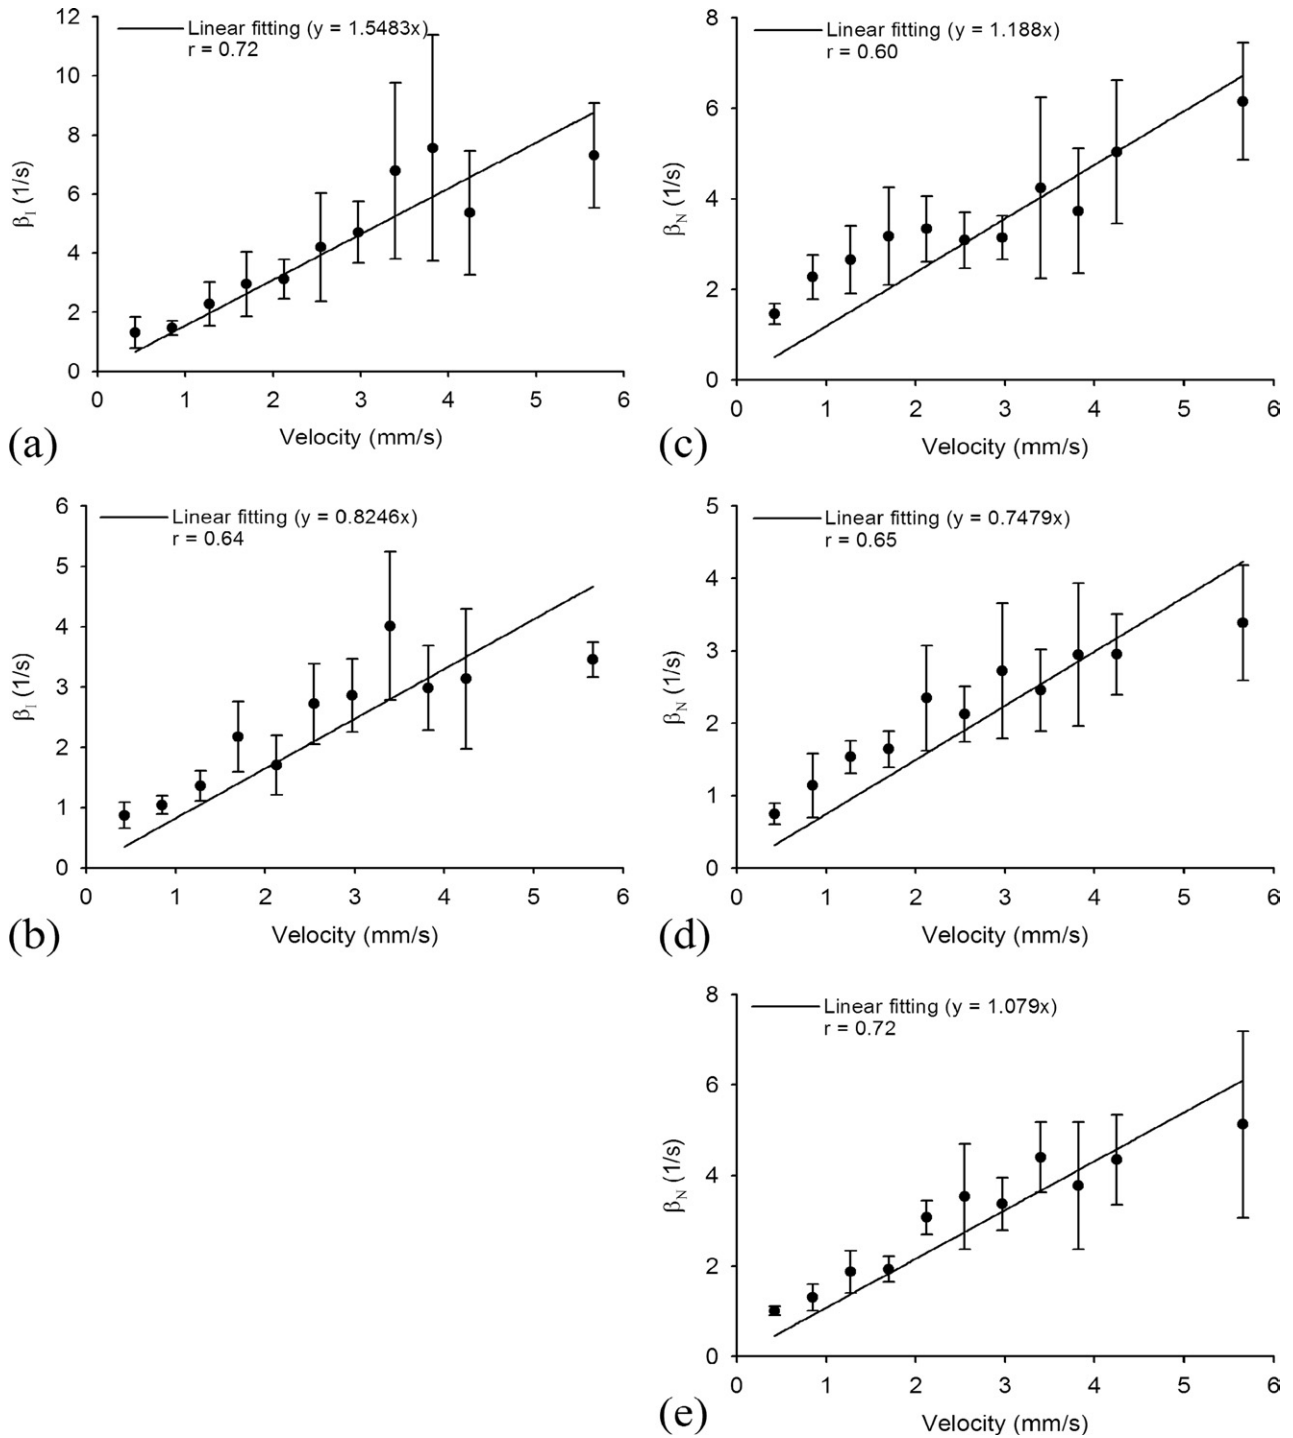 12
10
8
6
4
2
0
Linear fitting (y = 1.5483x)
r = 0.72
βI (1/s)
0 1 2 3 4 5 6
Velocity (mm/s)
(a)
8
6
4
2
0
Linear fitting (y = 1.188x)
r = 0.60
βN (1/s)
0 1 2 3 4 5 6
Velocity (mm/s)
(c)
6
5
4
3
2
1
0
Linear fitting (y = 0.8246x)
r = 0.64
βI (1/s)
0 1 2 3 4 5 6
Velocity (mm/s)
(b)
5
4
3
2
1
0
Linear fitting (y = 0.7479x)
r = 0.65
βN (1/s)
0 1 2 3 4 5 6
Velocity (mm/s)
(d)
8
6
4
2
0
Linear fitting (y = 1.079x)
r = 0.72
βN (1/s)
0 1 2 3 4 5 6
Velocity (mm/s)
(e)